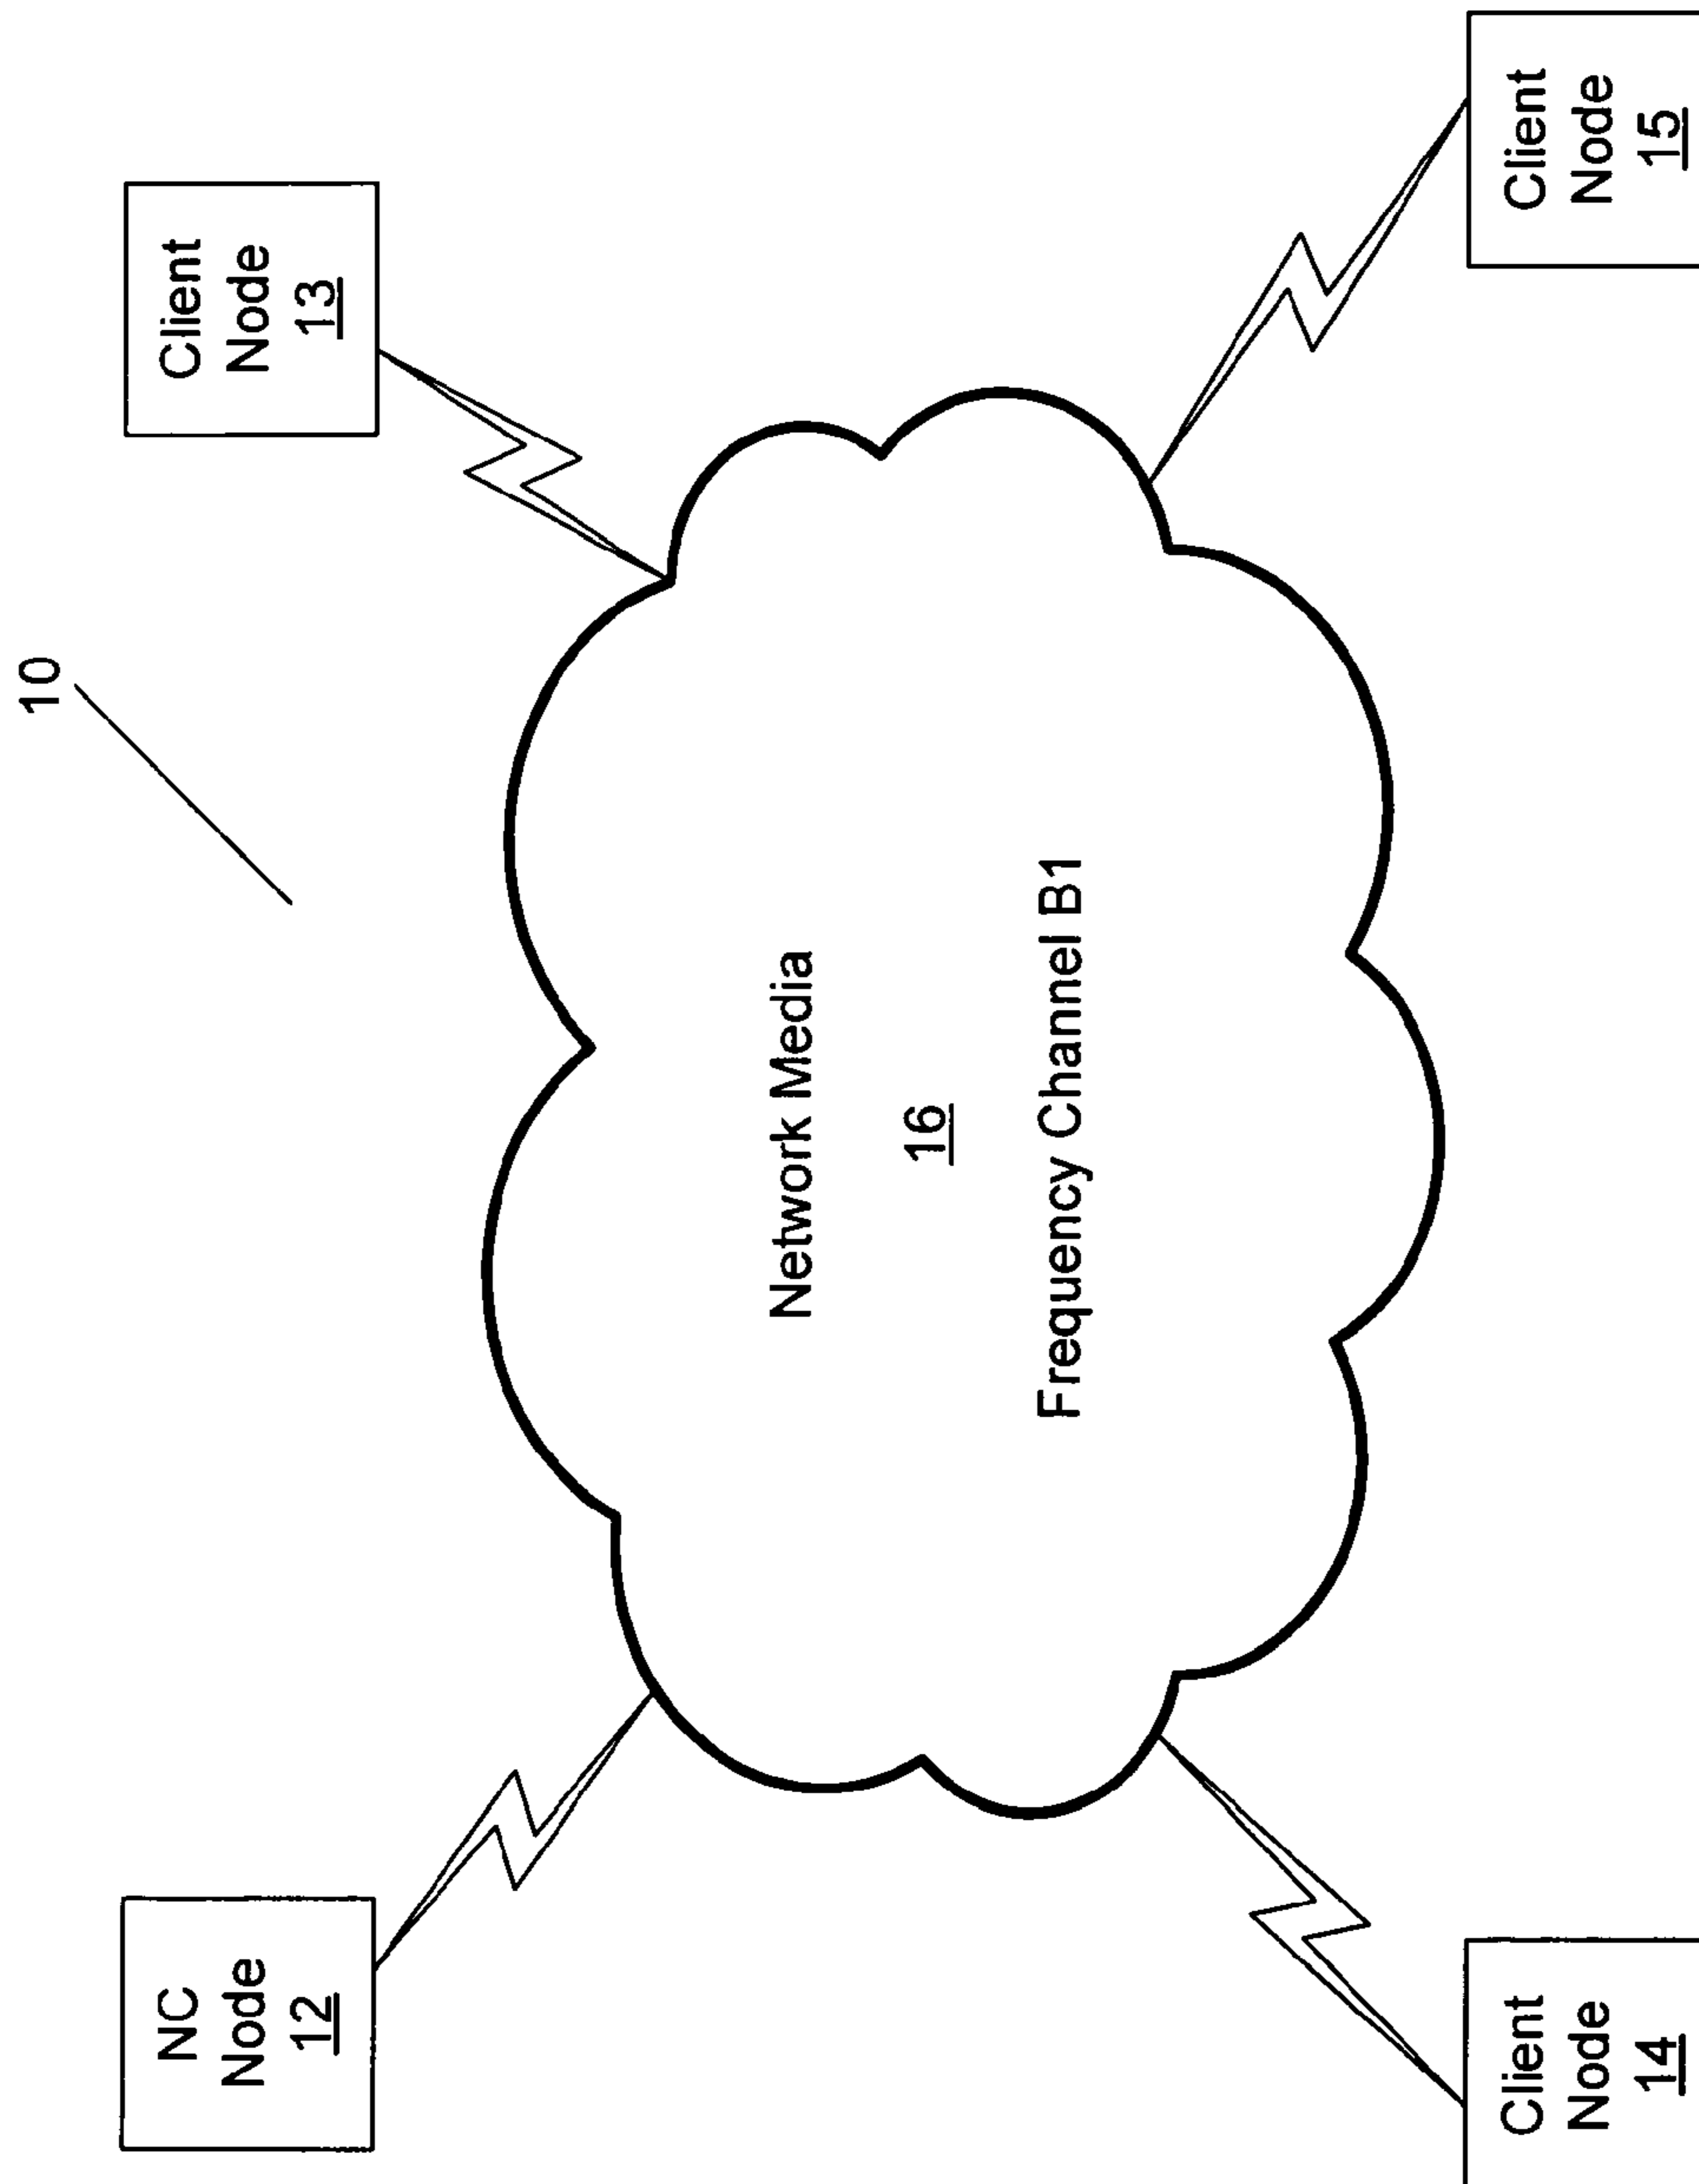 10
NC
Node
12
Client
Node
13
Network Media
16
Frequency Channel B1
Client
Node
14
Client
Node
15